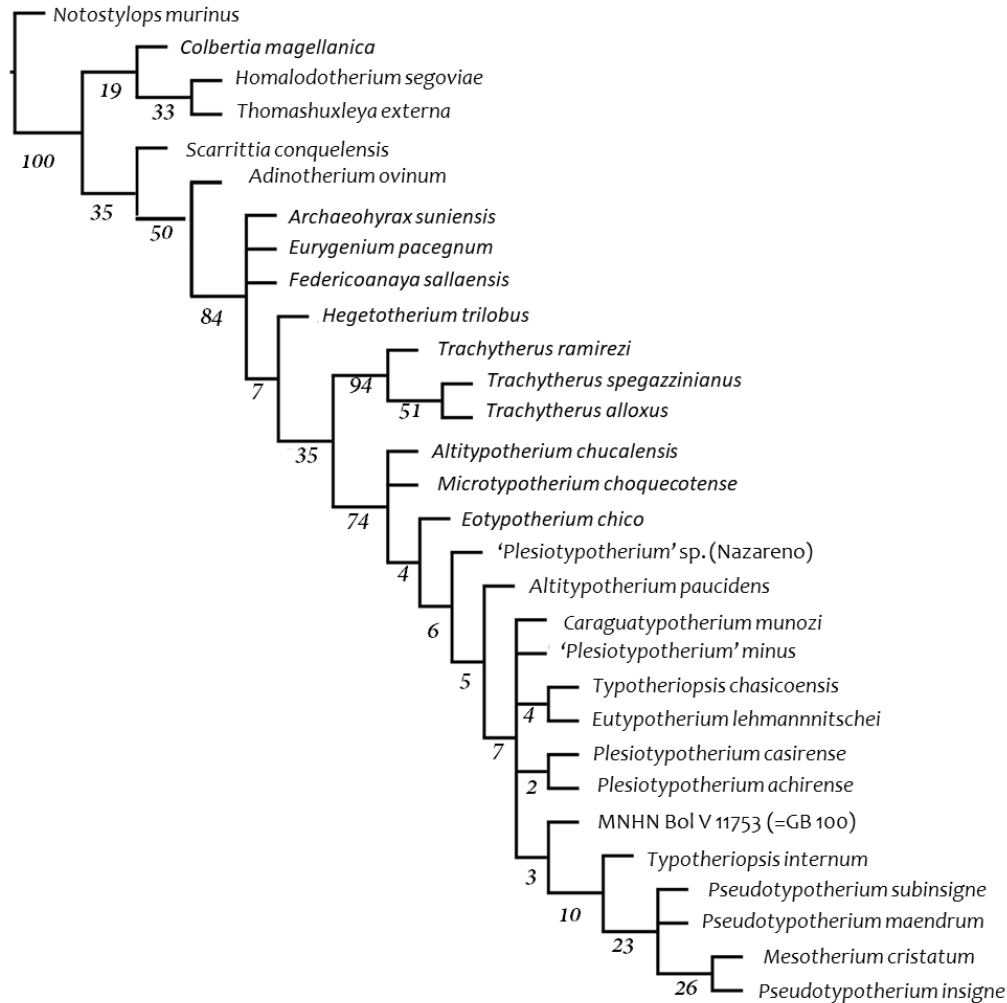 Notostylops murinus
Colbertia magellanica
Homalodotherium segoviae
19
33
Thomashuxleya externa
100
Scarrittia conquelensis
Adinotherium ovinum
35
50
Archaeohyrax suniensis
Eurygenium pacegnum
Federicoanaya sallaensis
84
Hegetotherium trilobus
Trachytherus ramirezi
7
94
Trachytherus spegazzinianus
51
Trachytherus alloxus
35
Altitypotherium chucalensis
Microtypotherium choquecotense
74
Eotypotherium chico
'Plesiotypotherium' sp. (Nazareno)
4
Altitypotherium paucidens
6
Caraguatypotherium munozi
'Plesiotypotherium' minus
5
Typotheriopsis chasicoensis
4
Eutypotherium lehmannnitschei
7
Plesiotypotherium casirense
2
Plesiotypotherium achirense
MNHN Bol V 11753 (=GB 100)
Typotheriopsis internum
3
Pseudotypotherium subinsigne
10
Pseudotypotherium maendrum
23
Mesotherium cristatum
26
Pseudotypotherium insigne